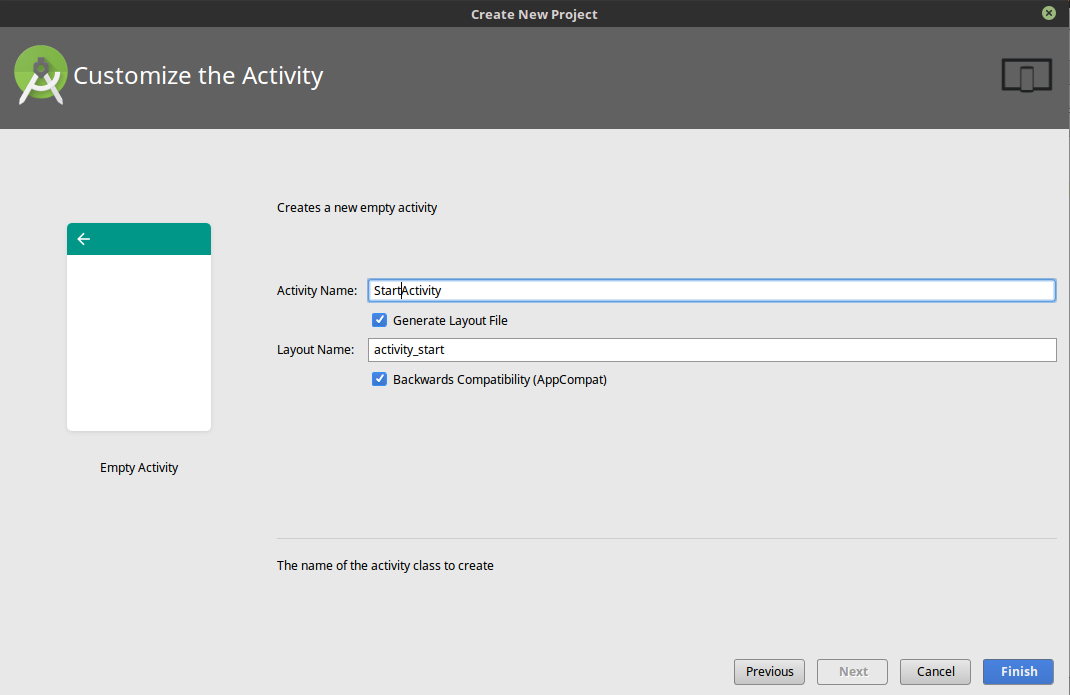 Create New Project
Customize the Activity
Creates a new empty activity
Activity Name: StartActivity
Generate Layout File
Layout Name: activity_start
Backwards Compatibility (AppCompat)
Empty Activity
The name of the activity class to create
Previous Next Cancel Finish